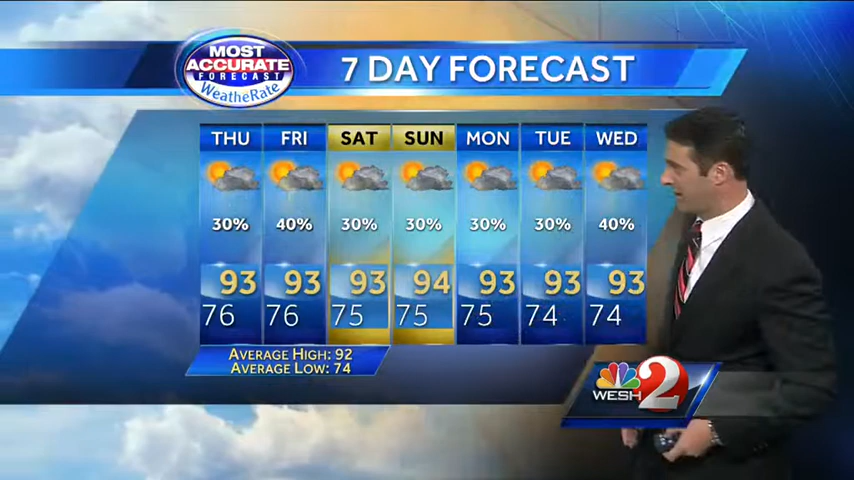 MOST
ACCURATE
FORECAST
WeatheRate
7 DAY FORECAST
THU FRI SAT SUN MON TUE WED
30% 40% 30% 30% 30% 30% 40%
93 93 93 94 93 93 93
76 76 75 75 75 74 74
AVERAGE HIGH: 92
AVERAGE LOW: 74
WESH 2